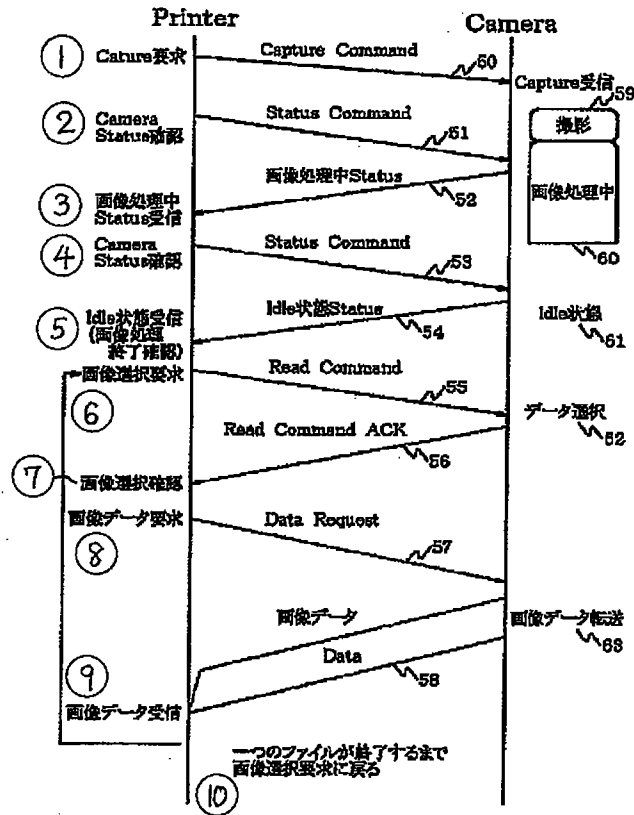 Printer
Camera
① Cature要求
Capture Command
50
Capture受信
59
② Camera
Status確認
Status Command
51
撮影
画像処理中Status
52
画像処理中
③ 画像処理中
Status受信
④ Camera
Status確認
Status Command
53
60
⑤ Idle状態受信
(画像処理
終了確認)
Idle状態Status
54
Idle状態
61
画像選択要求
⑥
Read Command
55
データ選択
52
Read Command ACK
56
⑦ 画像選択確認
画像データ要求
⑧
Data Request
57
画像データ
画像データ転送
63
Data
58
⑨
画像データ受信
一つのファイルが終了するまで
画像選択要求に戻る
⑩